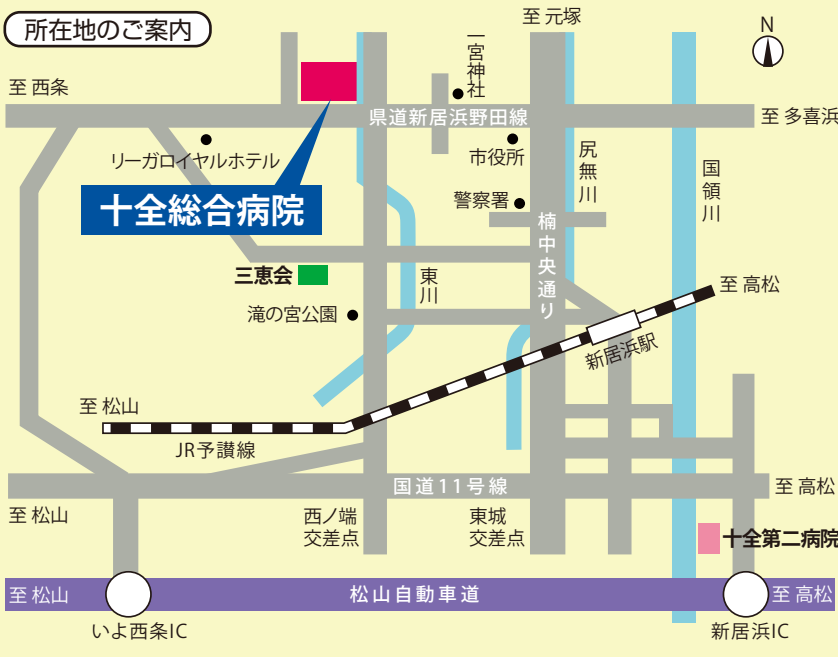 所在地のご案内
至 元塚
N
至 西条
一宮神社
県道新居浜野田線
至 多喜浜
リーガロイヤルホテル
市役所
尻無川
国領川
十全総合病院
警察署
楠中央通り
三恵会
東川
至 高松
滝の宮公園
新居浜駅
至 松山
JR予讃線
国道11号線
至 高松
至 松山
西ノ端
交差点
東城
交差点
十全第二病院
至 松山
松山自動車道
至 高松
いよ西条IC
新居浜IC